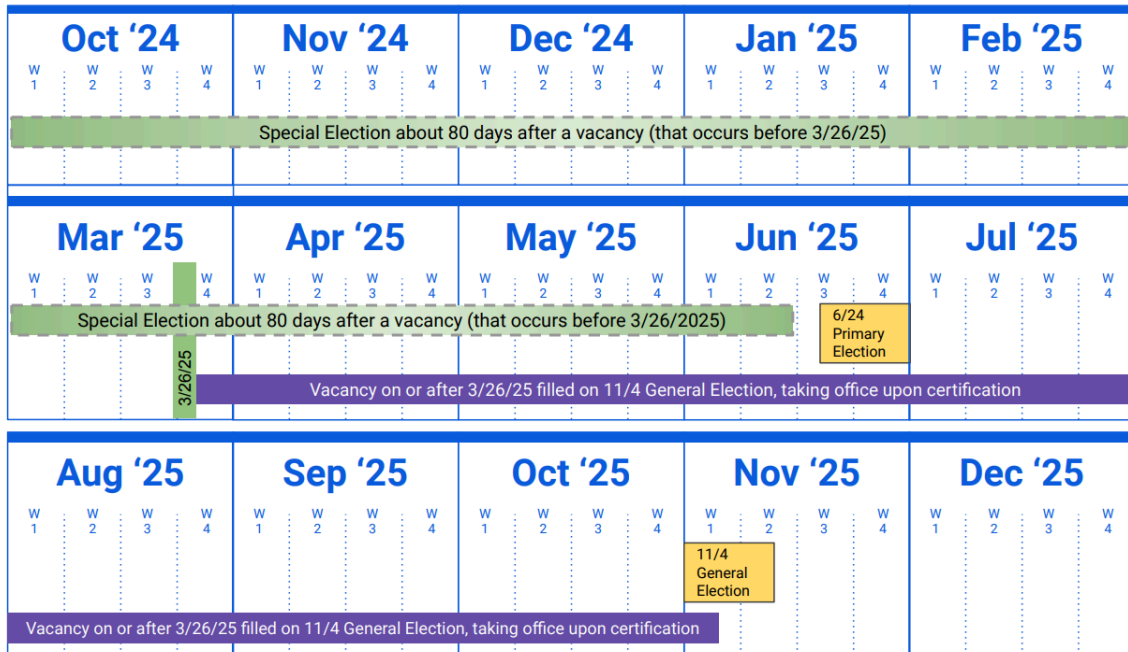 Oct ‘24 Nov ‘24 Dec ‘24 Jan ‘25 Feb ‘25
W W W W W W W W W W W W W W W W W W W W
1 2 3 4 1 2 3 4 1 2 3 4 1 2 3 4 1 2 3 4
Special Election about 80 days after a vacancy (that occurs before 3/26/25)
Mar ‘25 Apr ‘25 May ‘25 Jun ‘25 Jul ‘25
W W W W W W W W W W W W W W W W W W W W
1 2 3 4 1 2 3 4 1 2 3 4 1 2 3 4 1 2 3 4
Special Election about 80 days after a vacancy (that occurs before 3/26/2025)
6/24
Primary
Election
3/26/25
Vacancy on or after 3/26/25 filled on 11/4 General Election, taking office upon certification
Aug ‘25 Sep ‘25 Oct ‘25 Nov ‘25 Dec ‘25
W W W W W W W W W W W W W W W W W W W W
1 2 3 4 1 2 3 4 1 2 3 4 1 2 3 4 1 2 3 4
11/4
General
Election
Vacancy on or after 3/26/25 filled on 11/4 General Election, taking office upon certification